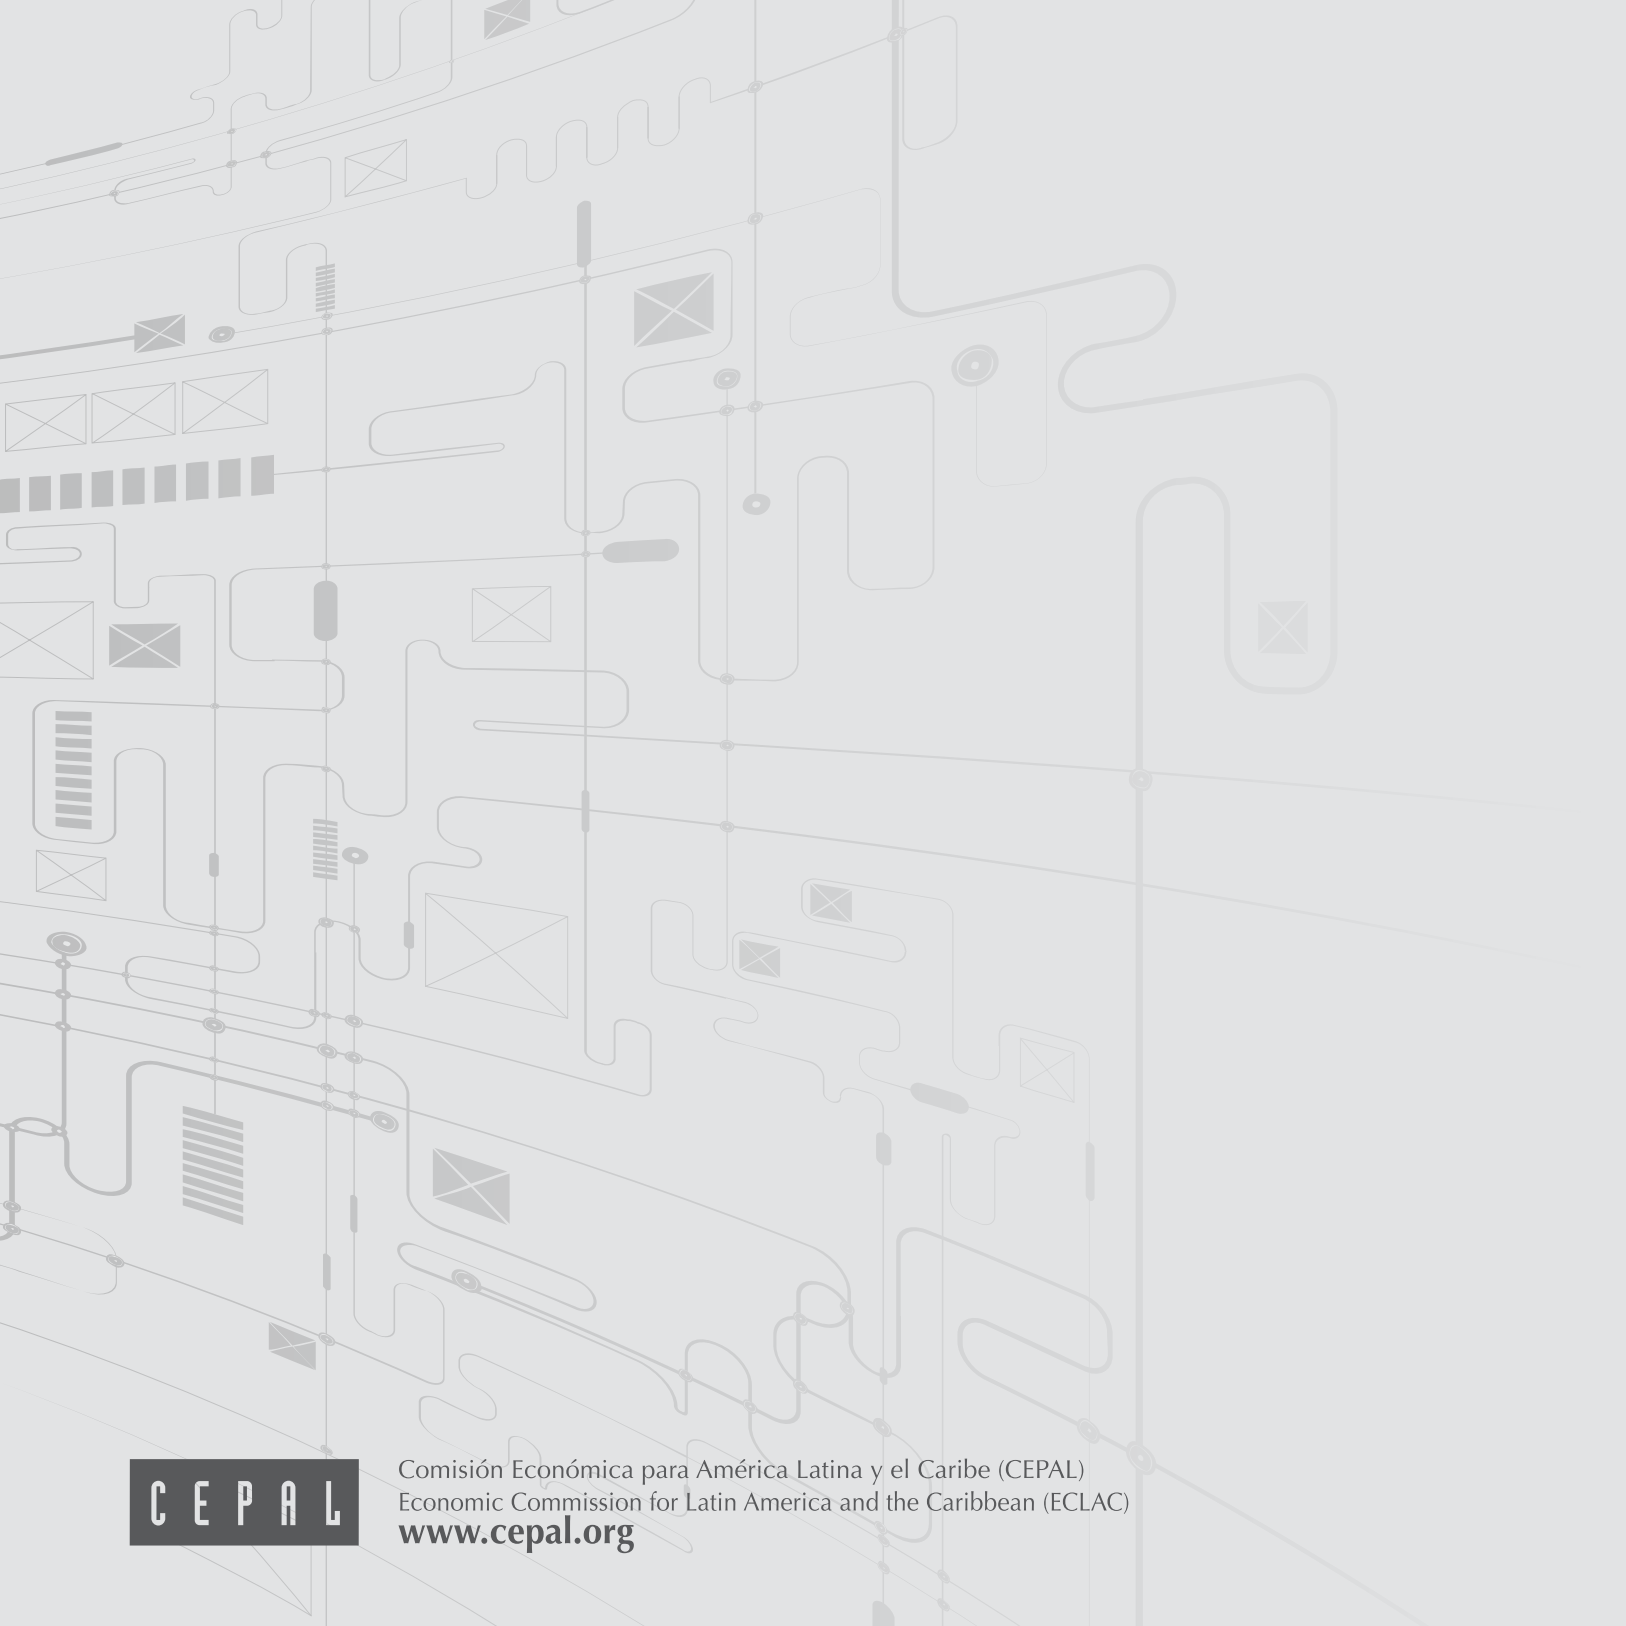 CEPAL
Comisión Económica para América Latina y el Caribe (CEPAL)
Economic Commission for Latin America and the Caribbean (ECLAC)
www.cepal.org